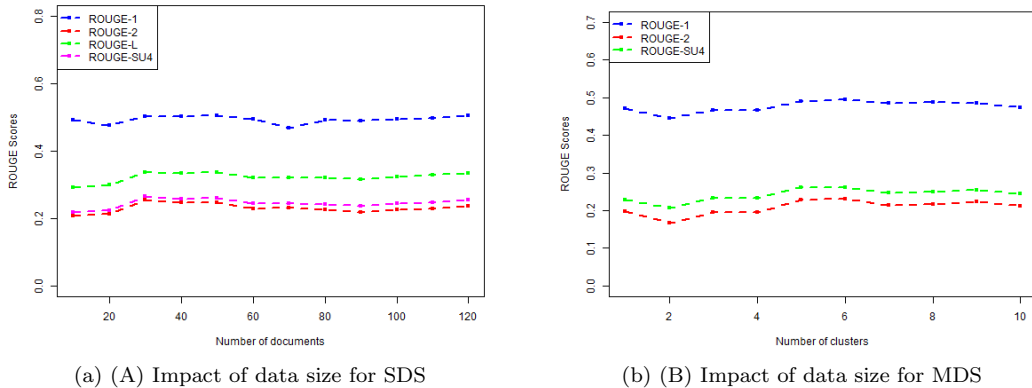 ROUGE-1
ROUGE-2
ROUGE-L
ROUGE-SU4
ROUGE Scores
0.8
0.6
0.4
0.2
0.0
20 40 60 80 100 120
Number of documents
(a) (A) Impact of data size for SDS
ROUGE-1
ROUGE-2
ROUGE-SU4
ROUGE Scores
0.7
0.6
0.5
0.4
0.3
0.2
0.1
0.0
2 4 6 8 10
Number of clusters
(b) (B) Impact of data size for MDS